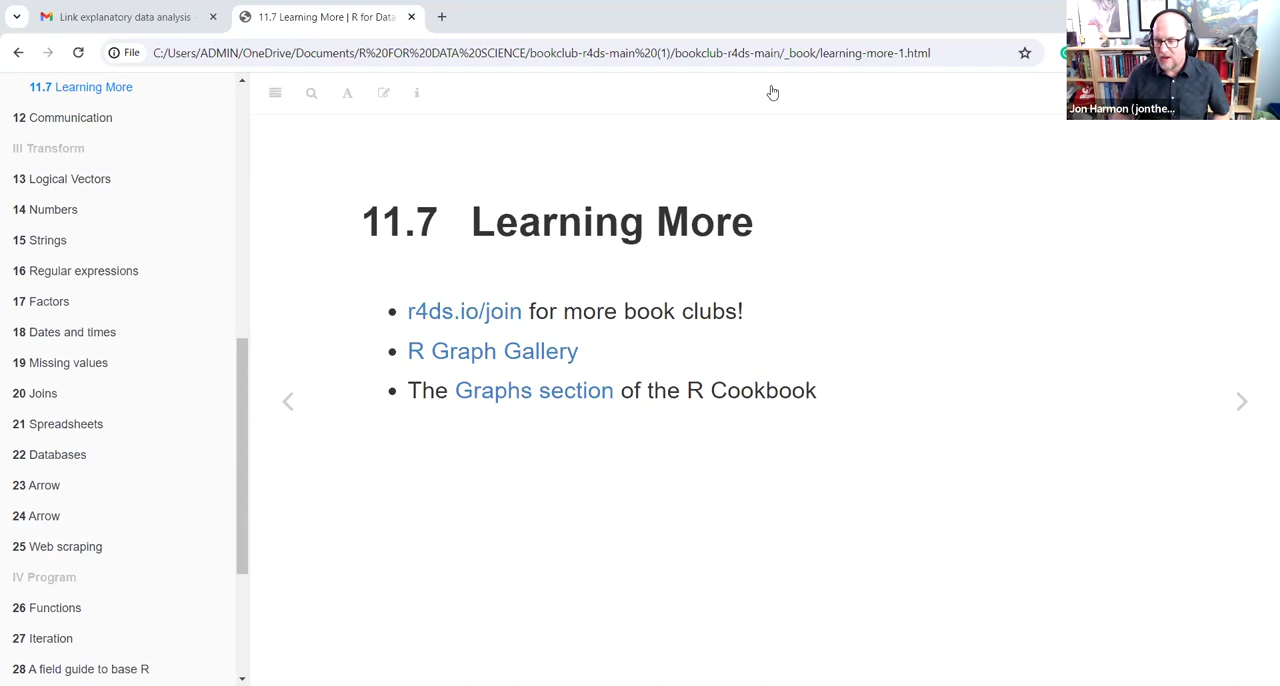 Link explanatory data analysis
11.7 Learning More | R for Data
File
C:/Users/ADMIN/OneDrive/Documents/R%20FOR%20DATA%20SCIENCE/bookclub-r4ds-main%20(1)/bookclub-r4ds-main/_book/learning-more-1.html
Jon Harmon (jonthe...
11.7 Learning More
12 Communication
III Transform
13 Logical Vectors
14 Numbers
15 Strings
16 Regular expressions
17 Factors
18 Dates and times
19 Missing values
20 Joins
21 Spreadsheets
22 Databases
23 Arrow
24 Arrow
25 Web scraping
IV Program
26 Functions
27 Iteration
28 A field guide to base R
A
i
11.7 Learning More
• r4ds.io/join for more book clubs!
• R Graph Gallery
• The Graphs section of the R Cookbook